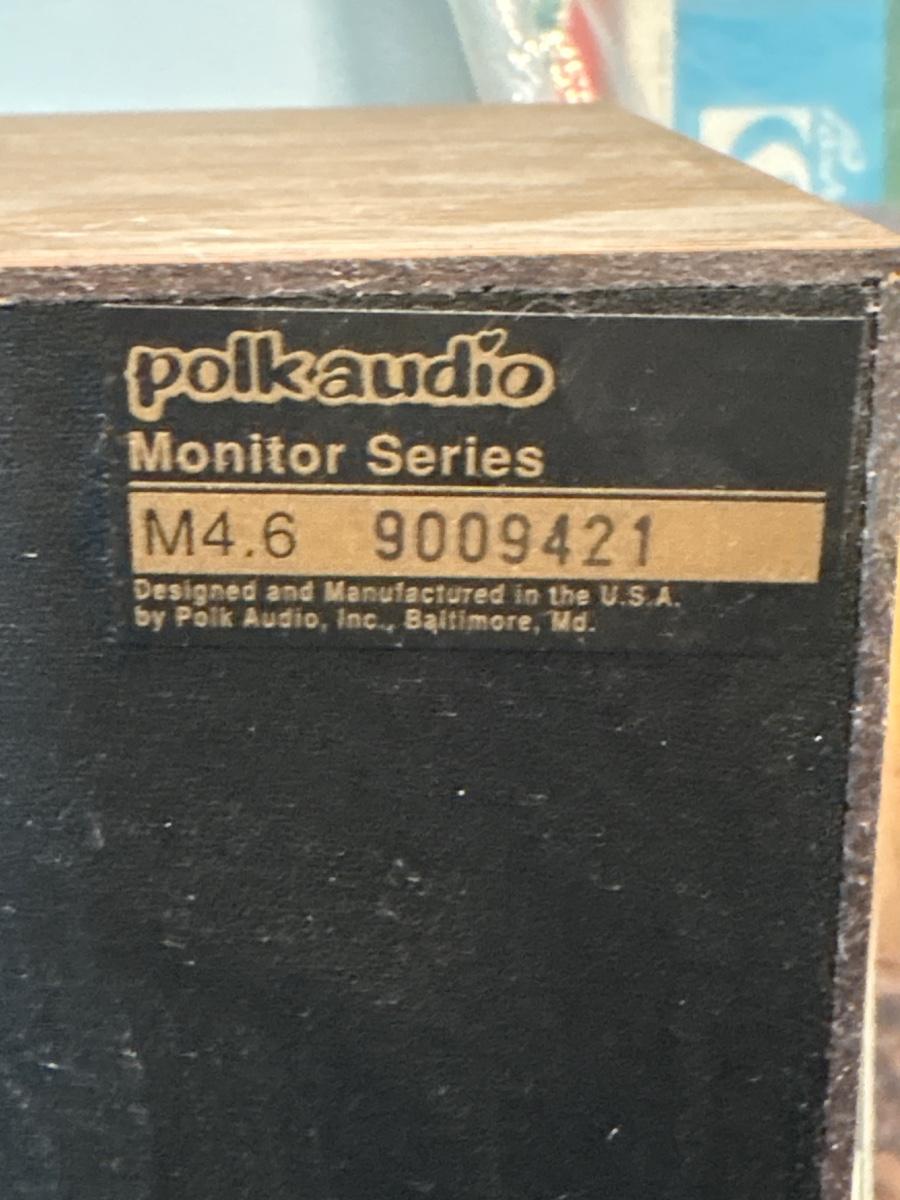 polkaudio
Monitor Series
M4.6 9009421
Designed and Manufactured in the U.S.A.
by Polk Audio, Inc., Baltimore, Md.